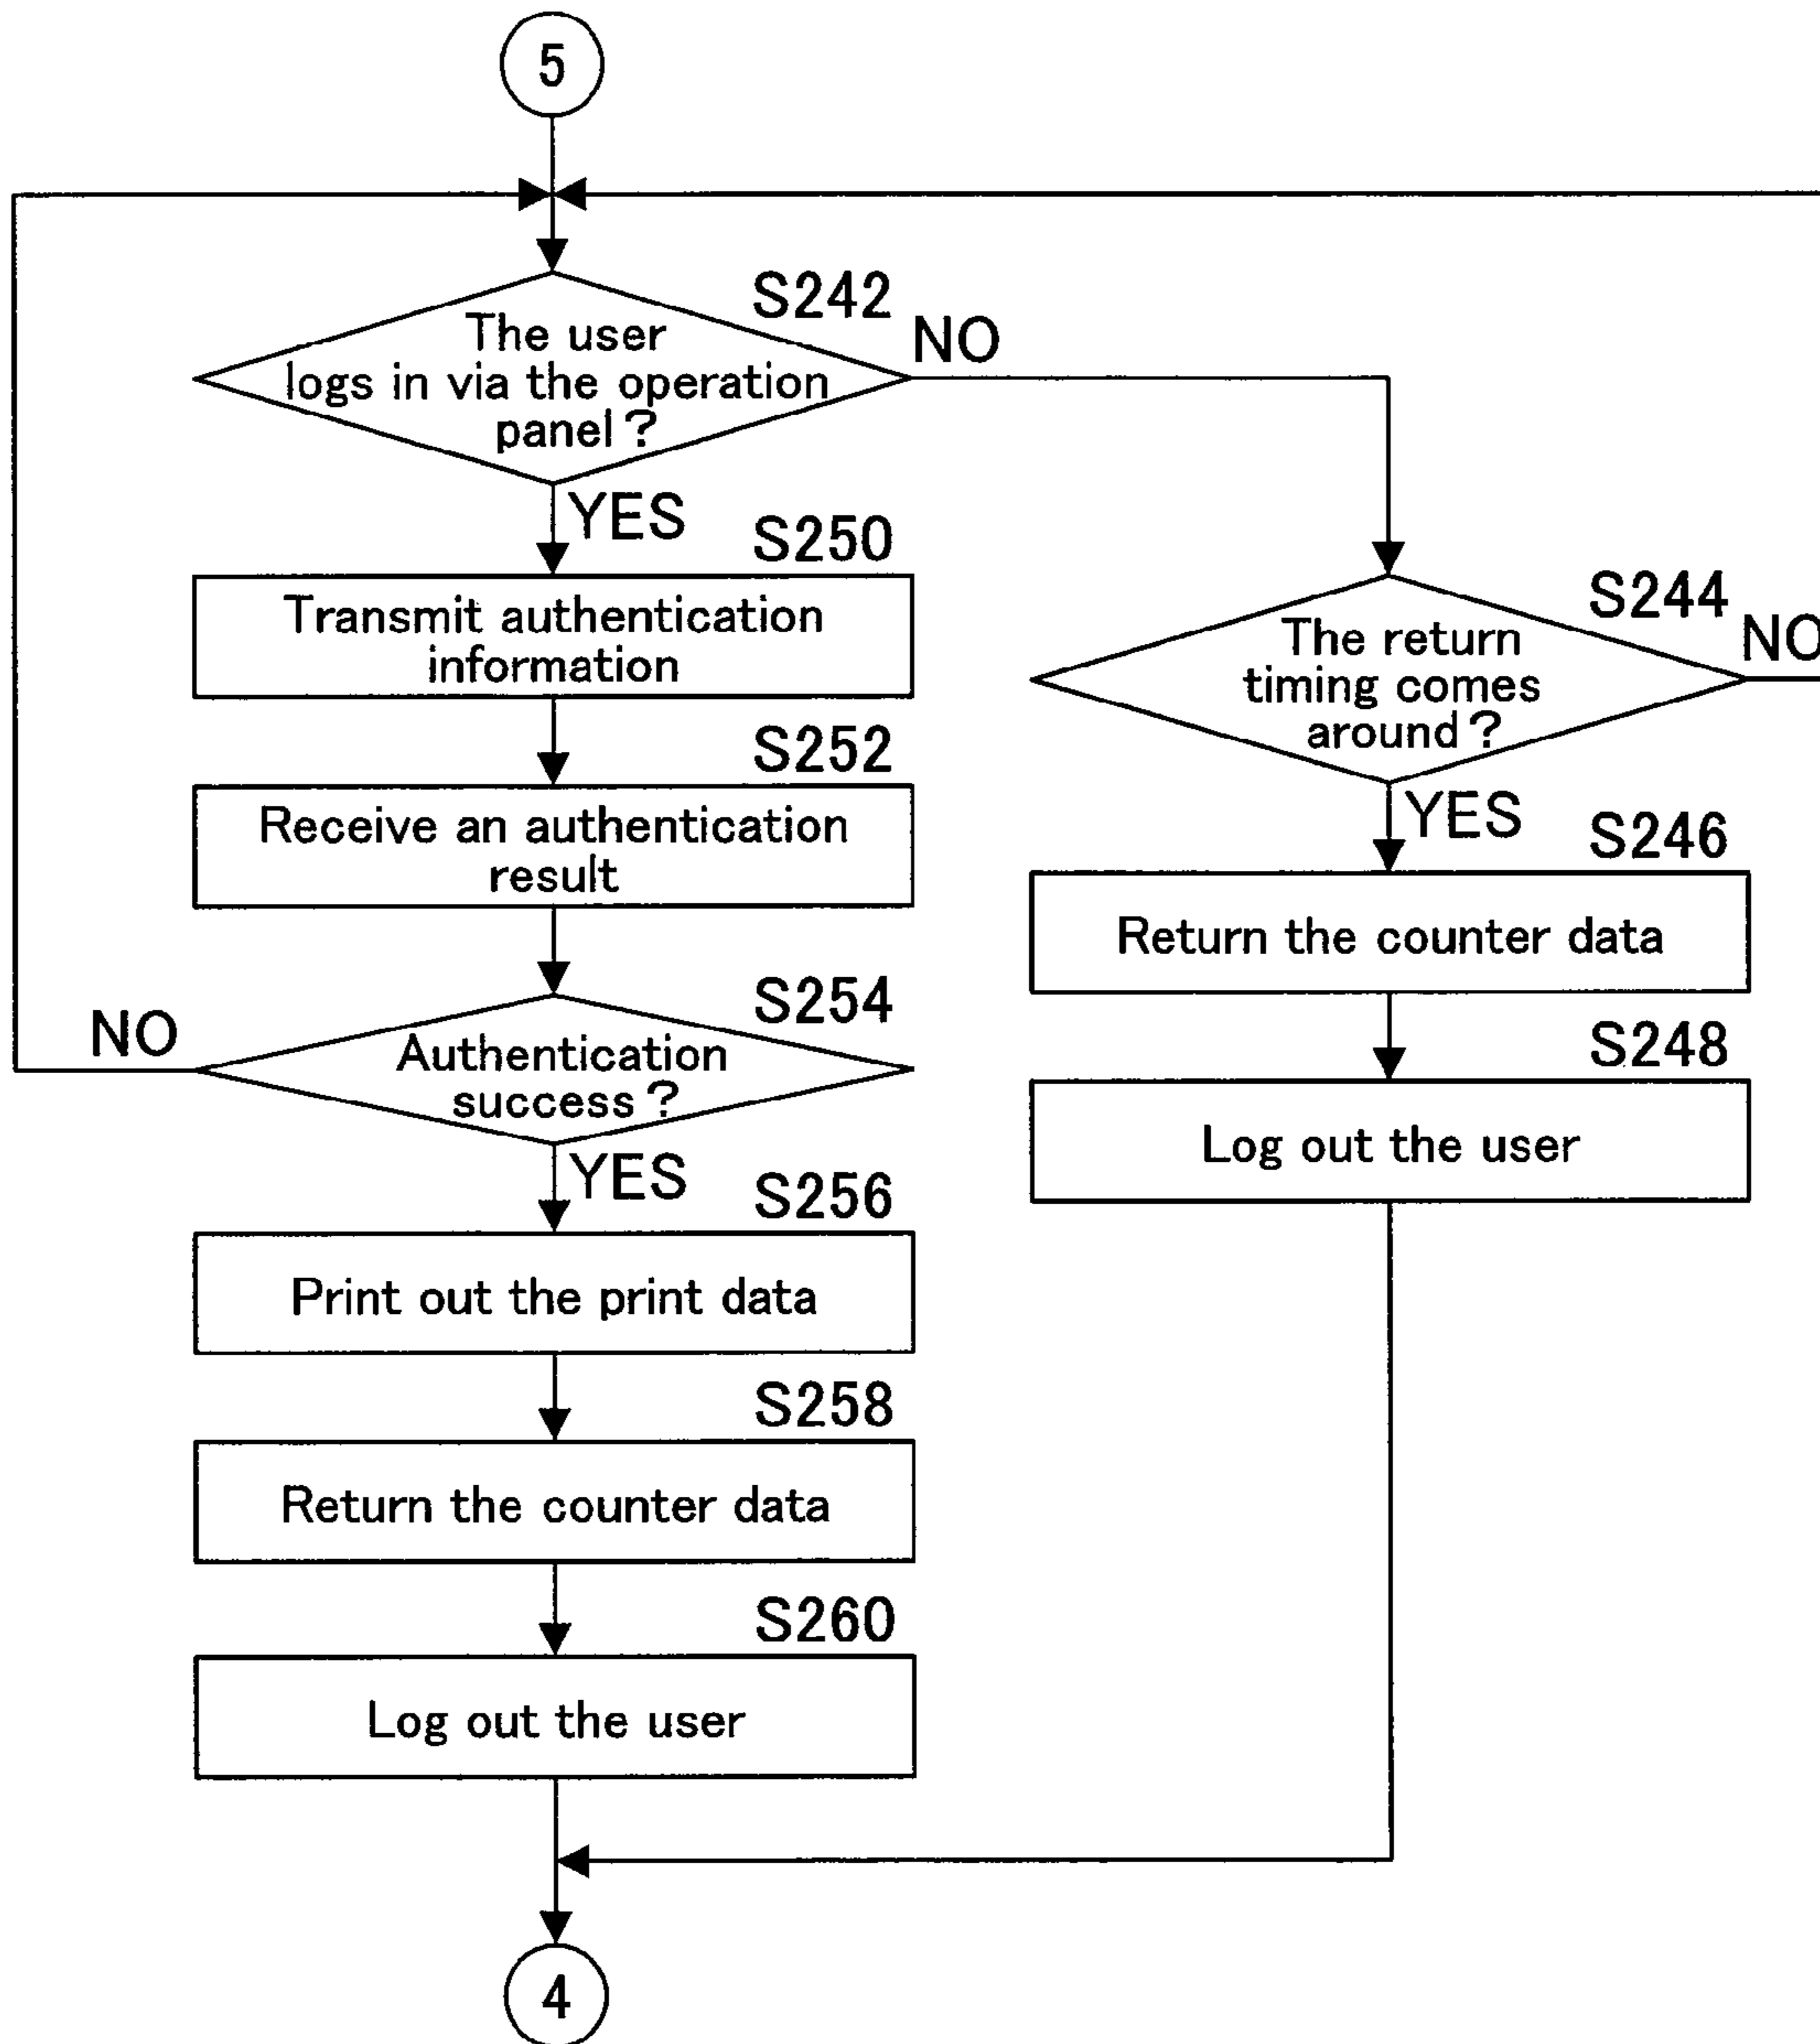 5
S242
The user
logs in via the operation
panel?
NO
YES
S250
Transmit authentication
information
S244
The return
timing comes
around?
NO
YES
S252
Receive an authentication
result
S246
Return the counter data
S254
Authentication
success?
NO
YES
S248
Log out the user
S256
Print out the print data
S258
Return the counter data
S260
Log out the user
4